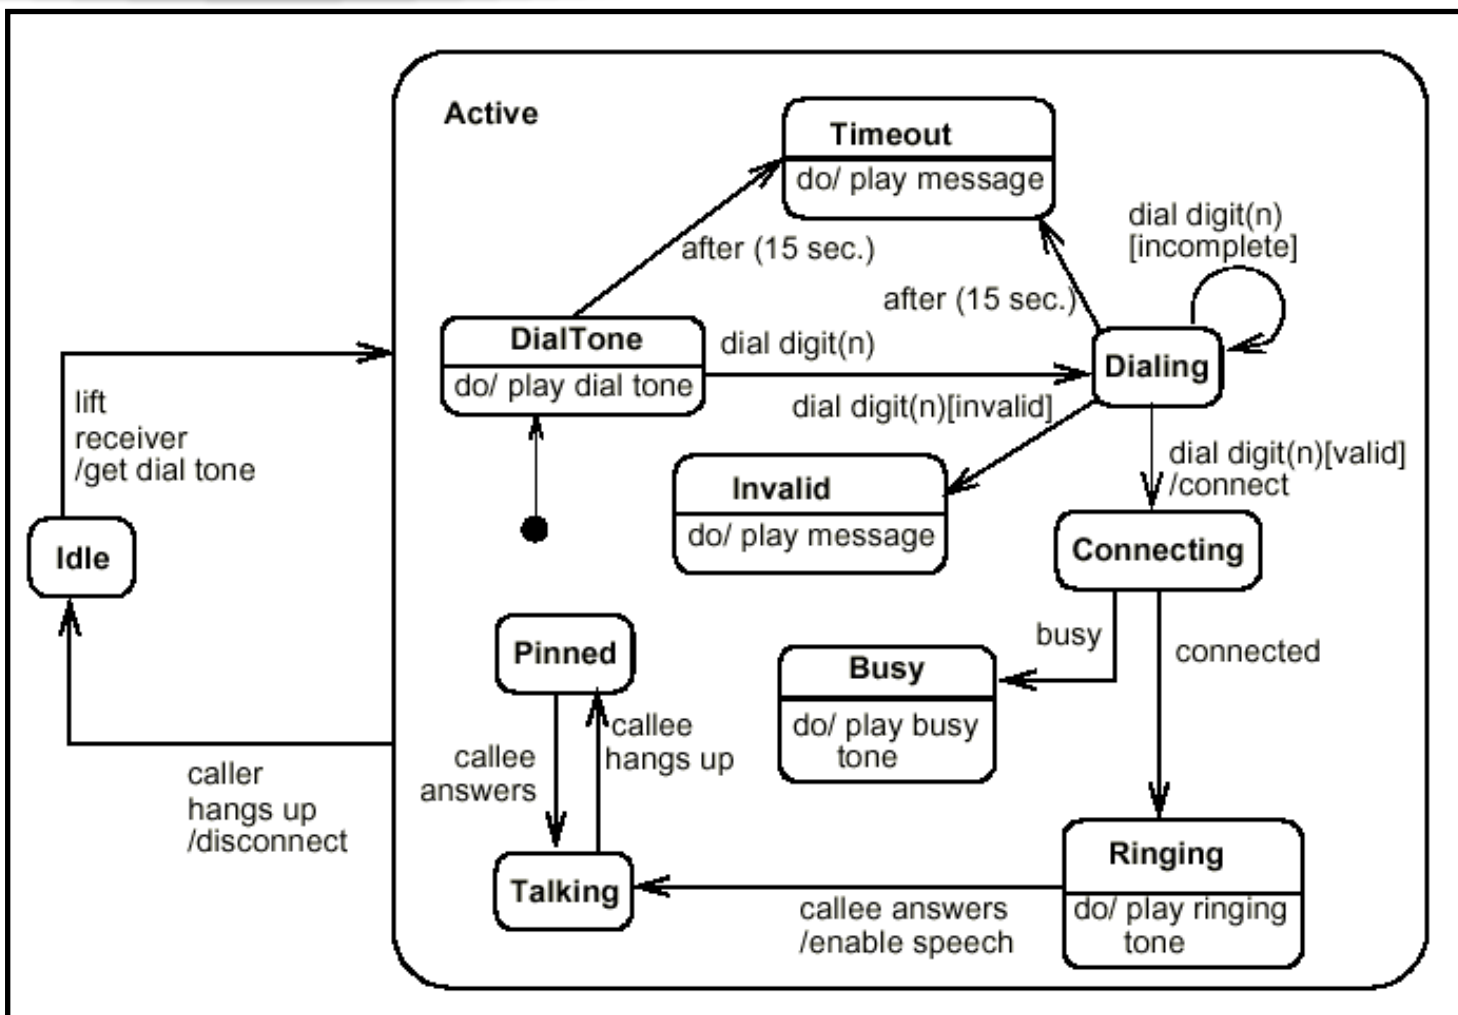 Active
Timeout
do/ play message
dial digit(n)
[incomplete]
after (15 sec.)
after (15 sec.)
DialTone
do/ play dial tone
dial digit(n)
Dialing
lift
receiver
/get dial tone
dial digit(n)[invalid]
dial digit(n)[valid]
/connect
Invalid
do/ play message
Idle
Connecting
Pinned
busy
connected
Busy
do/ play busy
tone
callee
answers
callee
hangs up
caller
hangs up
/disconnect
Talking
callee answers
/enable speech
Ringing
do/ play ringing
tone